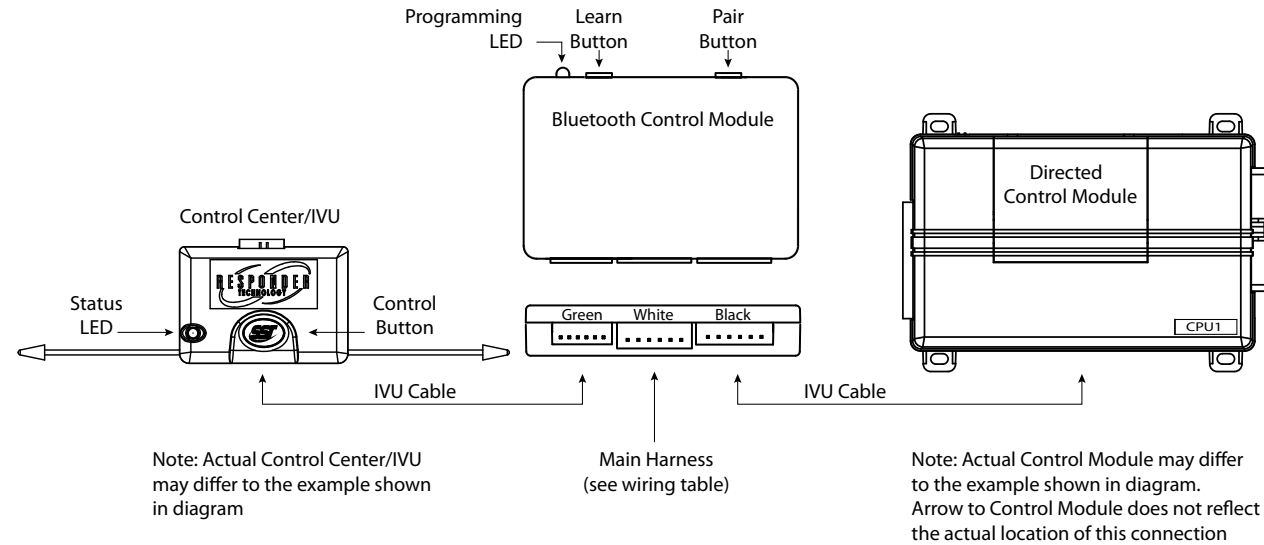 Programming
LED
Learn
Button
Pair
Button
Bluetooth Control Module
Directed
Control Module
CPU1
Control Center/IVU
RESPONDER
TECHNOLOGY
SST
Status
LED
Control
Button
Green
White
Black
IVU Cable
IVU Cable
Note: Actual Control Center/IVU
may differ to the example shown
in diagram
Main Harness
(see wiring table)
Note: Actual Control Module may differ
to the example shown in diagram.
Arrow to Control Module does not reflect
the actual location of this connection